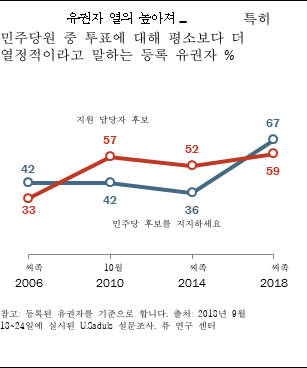 유권자 열의 높아져 – 특히
민주당원 중 투표에 대해 평소보다 더
열정적이라고 말하는 등록 유권자 %
지원 담당자 후보
67
57
52
42
59
33
42
36
민주당 후보를 지지하세요
씨족 10월 씨족 씨족
2006 2010 2014 2018
참고: 등록된 유권자를 기준으로 합니다. 출처: 2018년 9월
18~24일에 실시된 U.Saduls 설문조사. 퓨 연구 센터